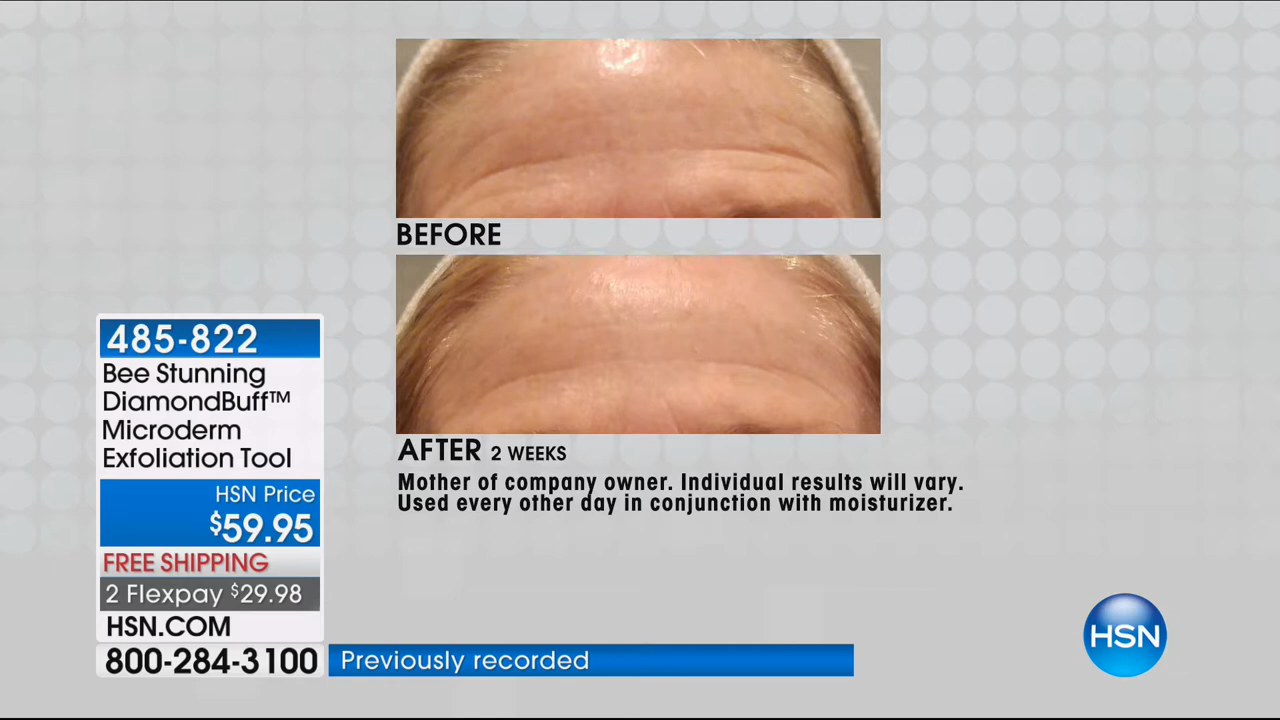 BEFORE
AFTER 2 WEEKS
Mother of company owner. Individual results will vary.
Used every other day in conjunction with moisturizer.
485-822
Bee Stunning
DiamondBuff™
Microderm
Exfoliation Tool
HSN Price
$59.95
FREE SHIPPING
2 Flexpay $29.98
HSN.COM
800-284-3100
Previously recorded
HSN